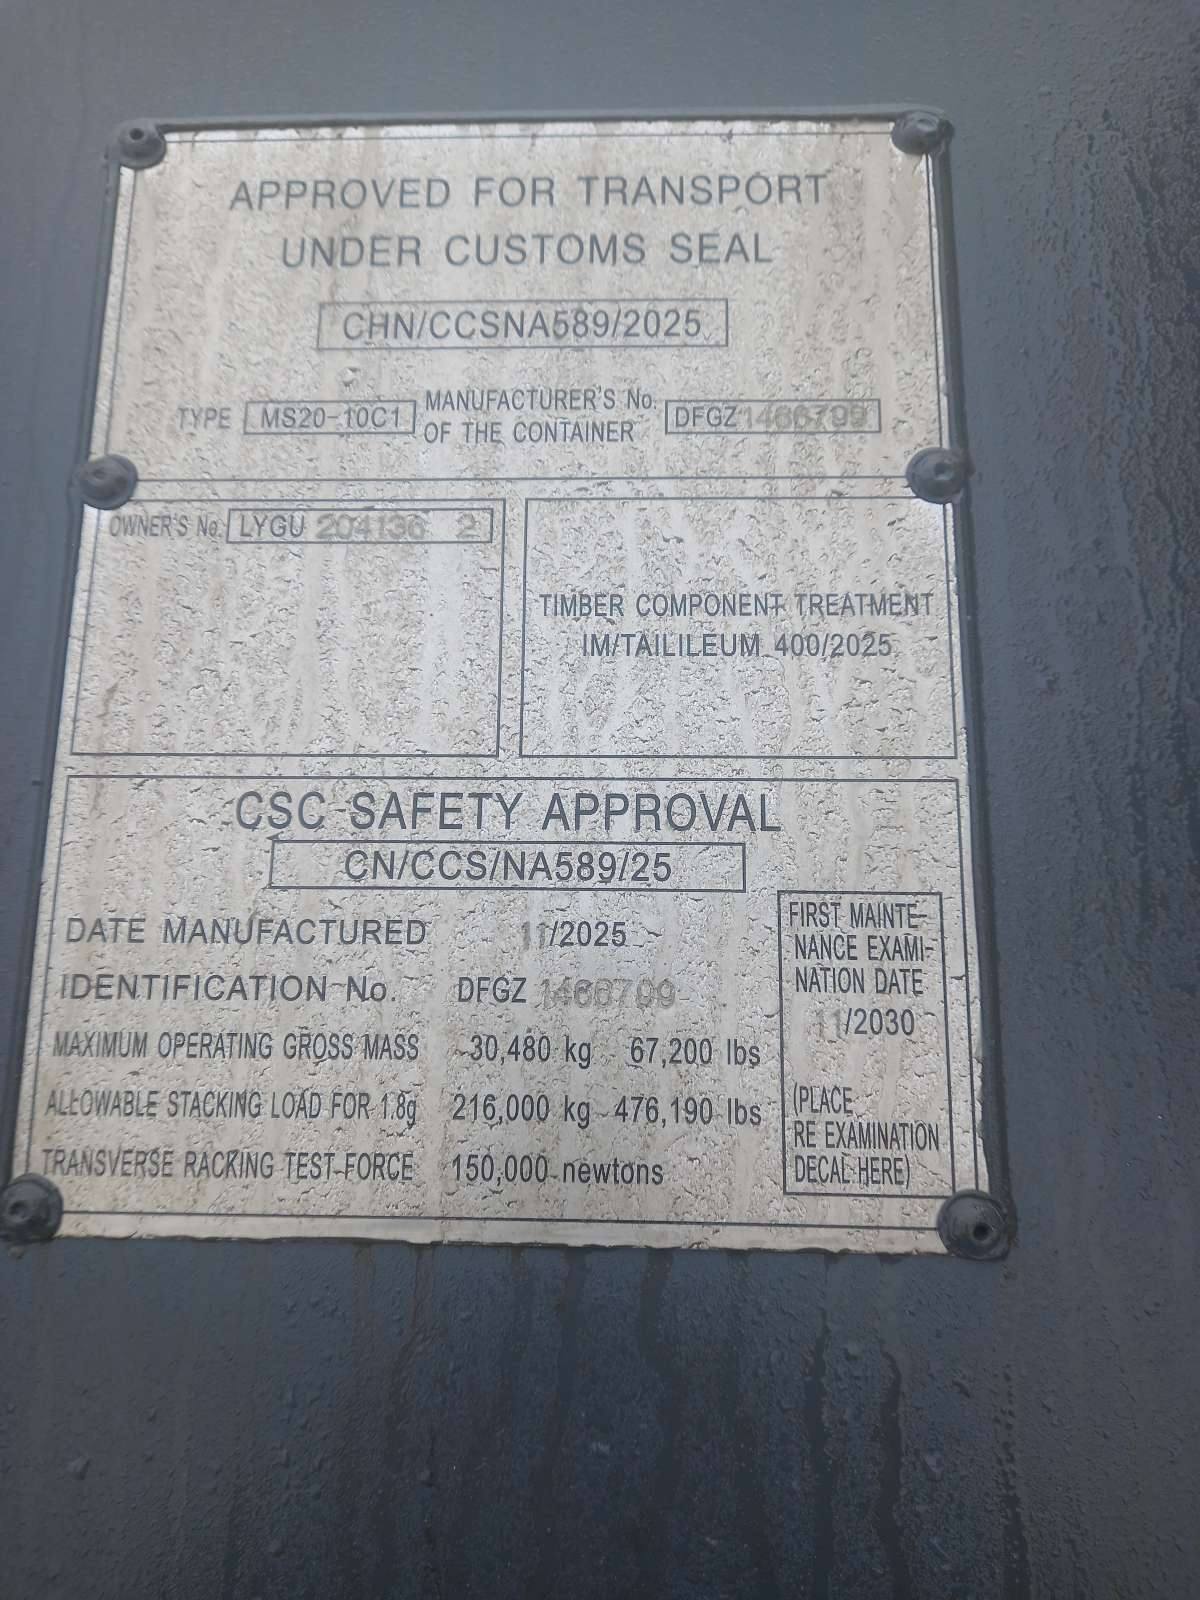 APPROVED FOR TRANSPORT
UNDER CUSTOMS SEAL
CHN/CCSNA589/2025
TYPE MS20-10C1 MANUFACTURER'S No. OF THE CONTAINER DFGZ 1466799
OWNER'S No. LYGU 204136 2
TIMBER COMPONENT TREATMENT
IM/TAILILEUM 400/2025
CSC SAFETY APPROVAL
CN/CCS/NA589/25
DATE MANUFACTURED 11/2025
IDENTIFICATION No. DFGZ 1466799
MAXIMUM OPERATING GROSS MASS 30,480 kg 67,200 lbs
ALLOWABLE STACKING LOAD FOR 1.8g 216,000 kg 476,190 lbs
TRANSVERSE RACKING TEST FORCE 150,000 newtons
FIRST MAINTE-
NANCE EXAMI-
NATION DATE
11/2030
(PLACE
RE EXAMINATION
DECAL HERE)